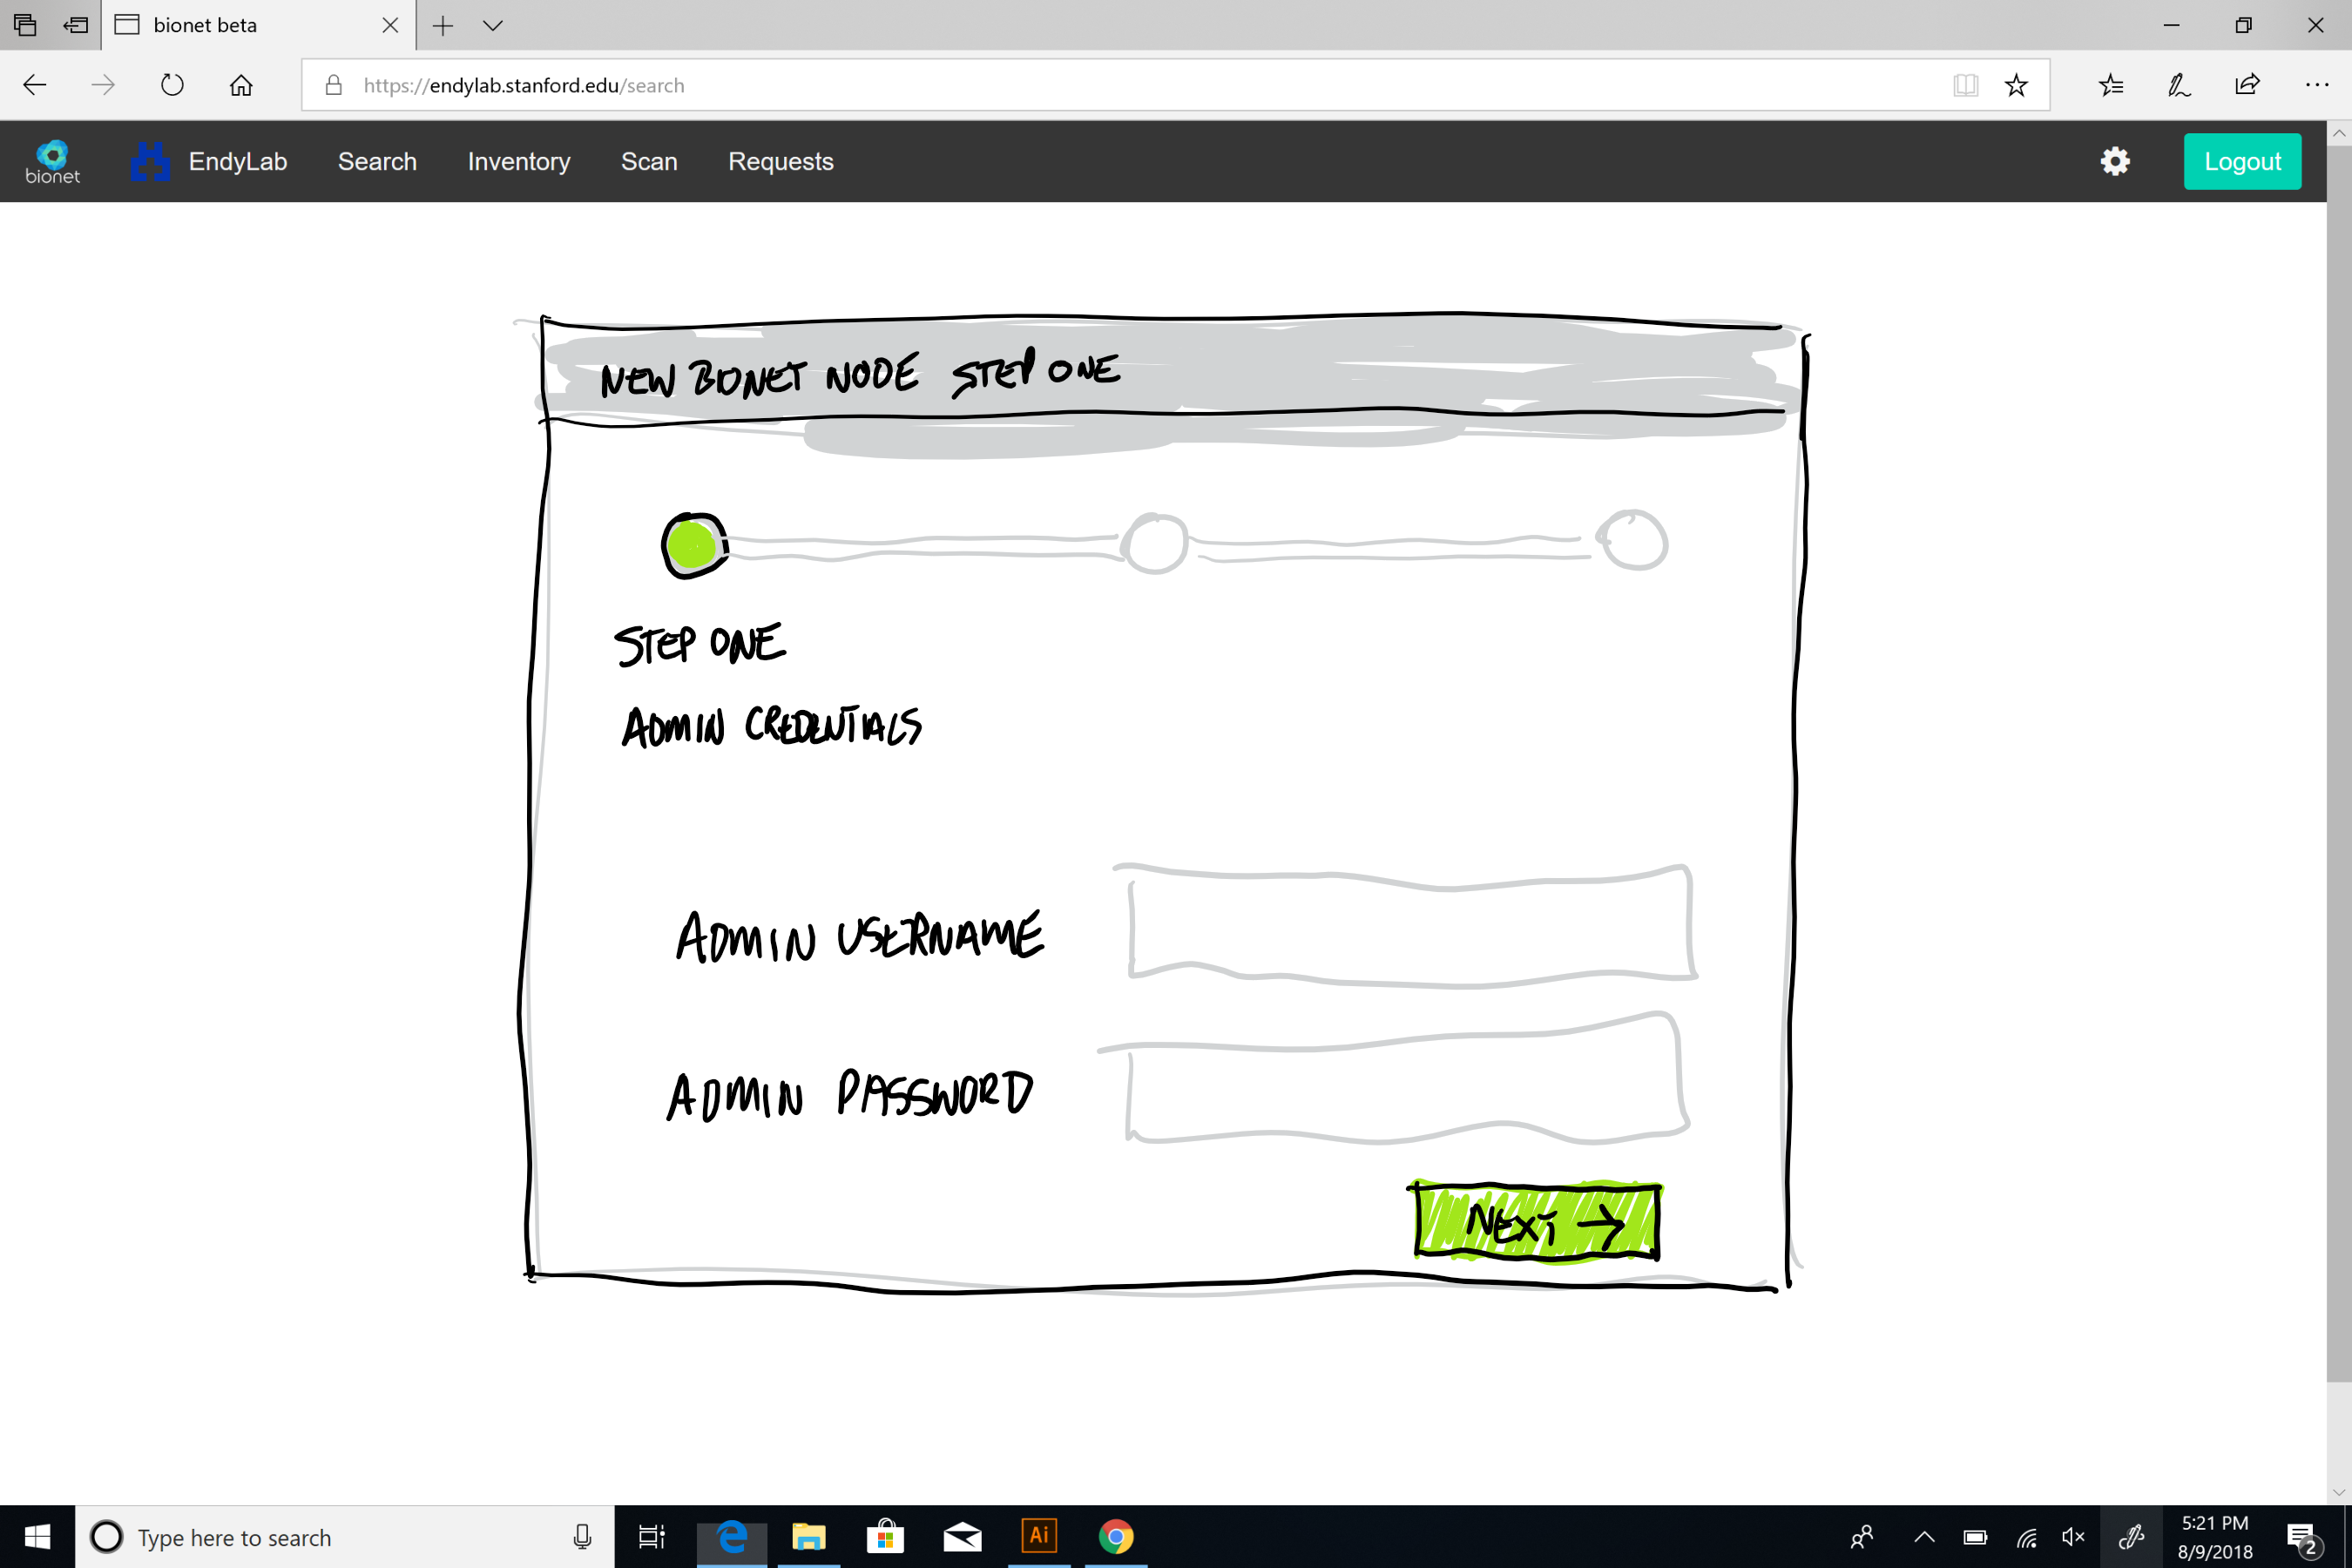 bionet beta
https://endylab.stanford.edu/search
bionet EndyLab Search Inventory Scan Requests Logout
NEW BIONET NODE STEP ONE
STEP ONE
ADMIN CREDENTIALS
ADMIN USERNAME
ADMIN PASSWORD
NEXT →
Type here to search
Ai
5:21 PM
8/9/2018
2